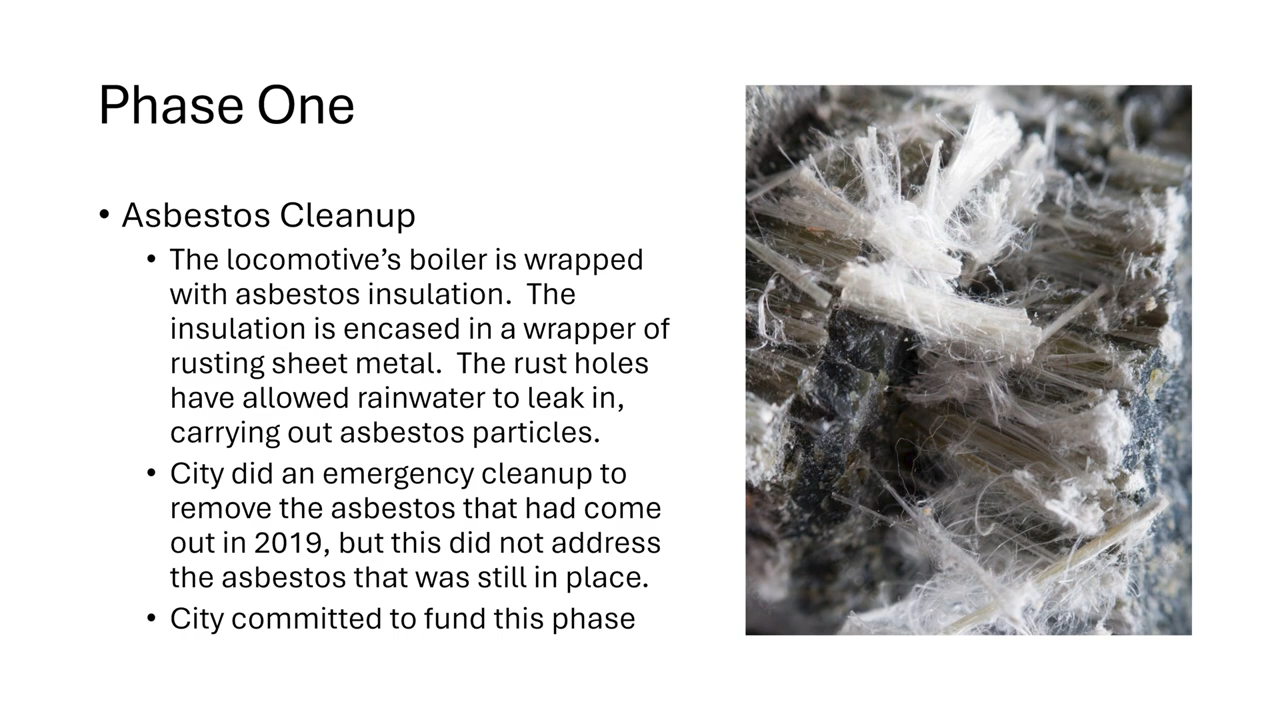 Phase One
• Asbestos Cleanup
• The locomotive’s boiler is wrapped
with asbestos insulation.  The
insulation is encased in a wrapper of
rusting sheet metal.  The rust holes
have allowed rainwater to leak in,
carrying out asbestos particles.
• City did an emergency cleanup to
remove the asbestos that had come
out in 2019, but this did not address
the asbestos that was still in place.
• City committed to fund this phase